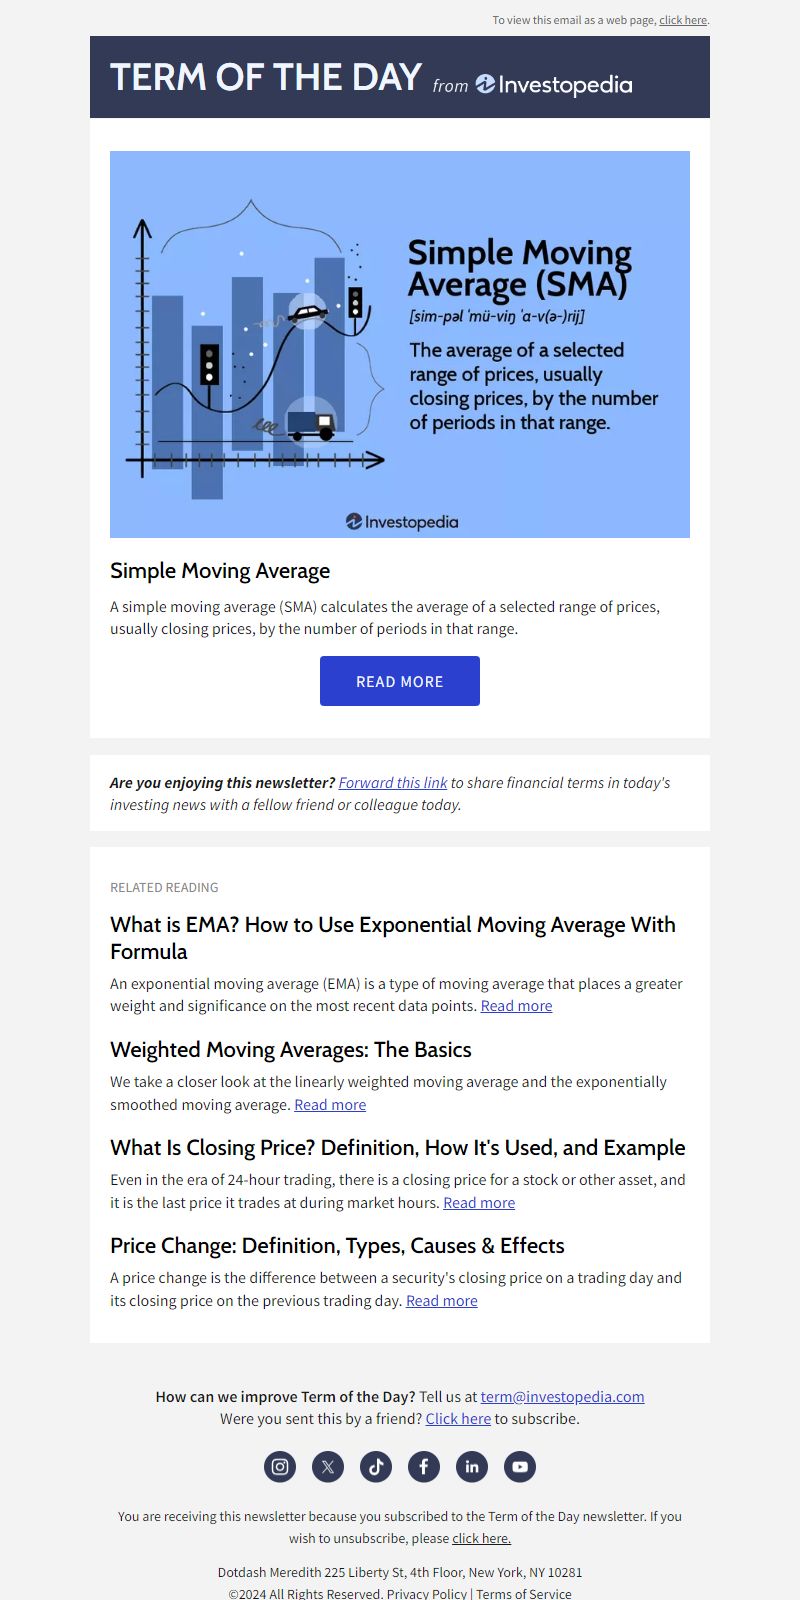 To view this email as a web page, click here.
TERM OF THE DAY from Investopedia
Simple Moving
Average (SMA)
[sim-pəl ˈmü-viŋ ˈa-v(ə-)rij]
The average of a selected
range of prices, usually
closing prices, by the number
of periods in that range.
Investopedia
Simple Moving Average
A simple moving average (SMA) calculates the average of a selected range of prices,
usually closing prices, by the number of periods in that range.
READ MORE
Are you enjoying this newsletter? Forward this link to share financial terms in today's
investing news with a fellow friend or colleague today.
RELATED READING
What is EMA? How to Use Exponential Moving Average With
Formula
An exponential moving average (EMA) is a type of moving average that places a greater
weight and significance on the most recent data points. Read more
Weighted Moving Averages: The Basics
We take a closer look at the linearly weighted moving average and the exponentially
smoothed moving average. Read more
What Is Closing Price? Definition, How It's Used, and Example
Even in the era of 24-hour trading, there is a closing price for a stock or other asset, and
it is the last price it trades at during market hours. Read more
Price Change: Definition, Types, Causes & Effects
A price change is the difference between a security's closing price on a trading day and
its closing price on the previous trading day. Read more
How can we improve Term of the Day? Tell us at term@investopedia.com
Were you sent this by a friend? Click here to subscribe.
You are receiving this newsletter because you subscribed to the Term of the Day newsletter. If you
wish to unsubscribe, please click here.
Dotdash Meredith 225 Liberty St, 4th Floor, New York, NY 10281
©2024 All Rights Reserved. Privacy Policy | Terms of Service